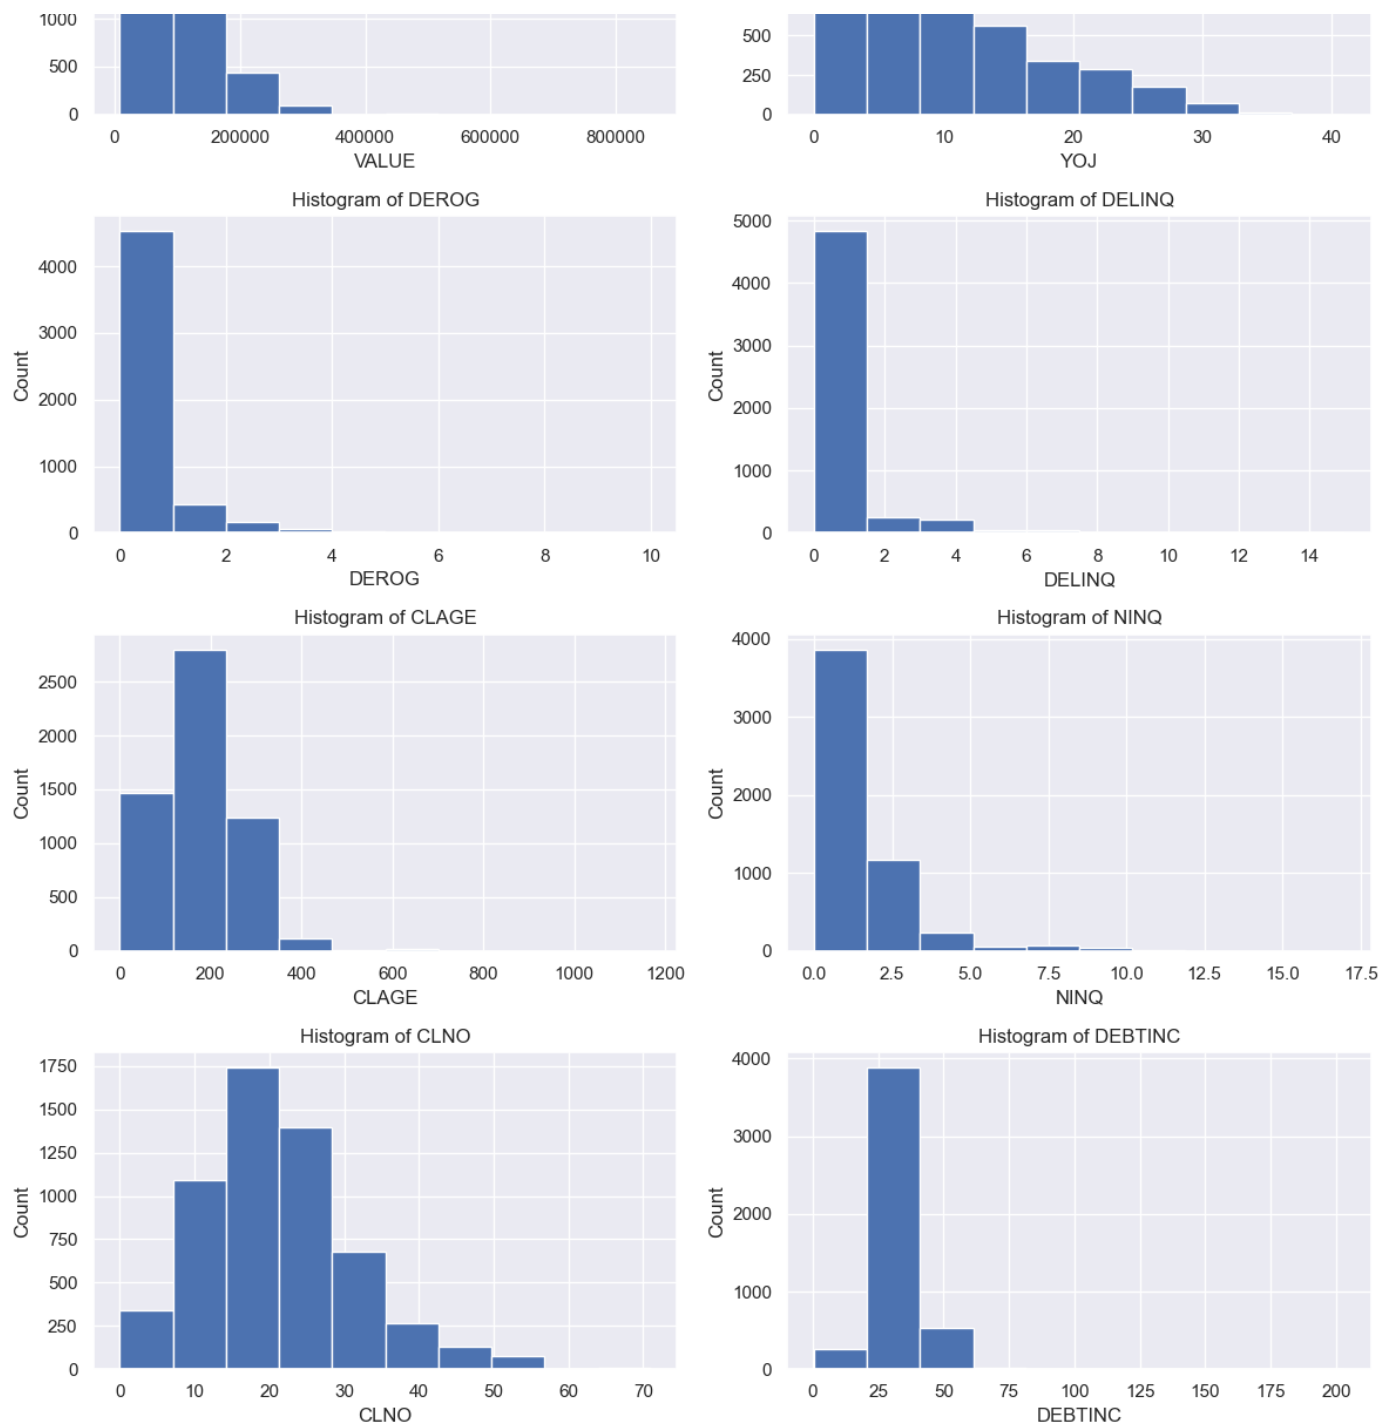 1000
500
0
0 200000 400000 600000 800000
VALUE
500
250
0
0 10 20 30 40
YOJ
Histogram of DEROG
4000
3000
2000
1000
0
Count
0 2 4 6 8 10
DEROG
Histogram of DELINQ
5000
4000
3000
2000
1000
0
Count
0 2 4 6 8 10 12 14
DELINQ
Histogram of CLAGE
2500
2000
1500
1000
500
0
Count
0 200 400 600 800 1000 1200
CLAGE
Histogram of NINQ
4000
3000
2000
1000
0
Count
0.0 2.5 5.0 7.5 10.0 12.5 15.0 17.5
NINQ
Histogram of CLNO
1750
1500
1250
1000
750
500
250
0
Count
0 10 20 30 40 50 60 70
CLNO
Histogram of DEBTINC
4000
3000
2000
1000
0
Count
0 25 50 75 100 125 150 175 200
DEBTINC